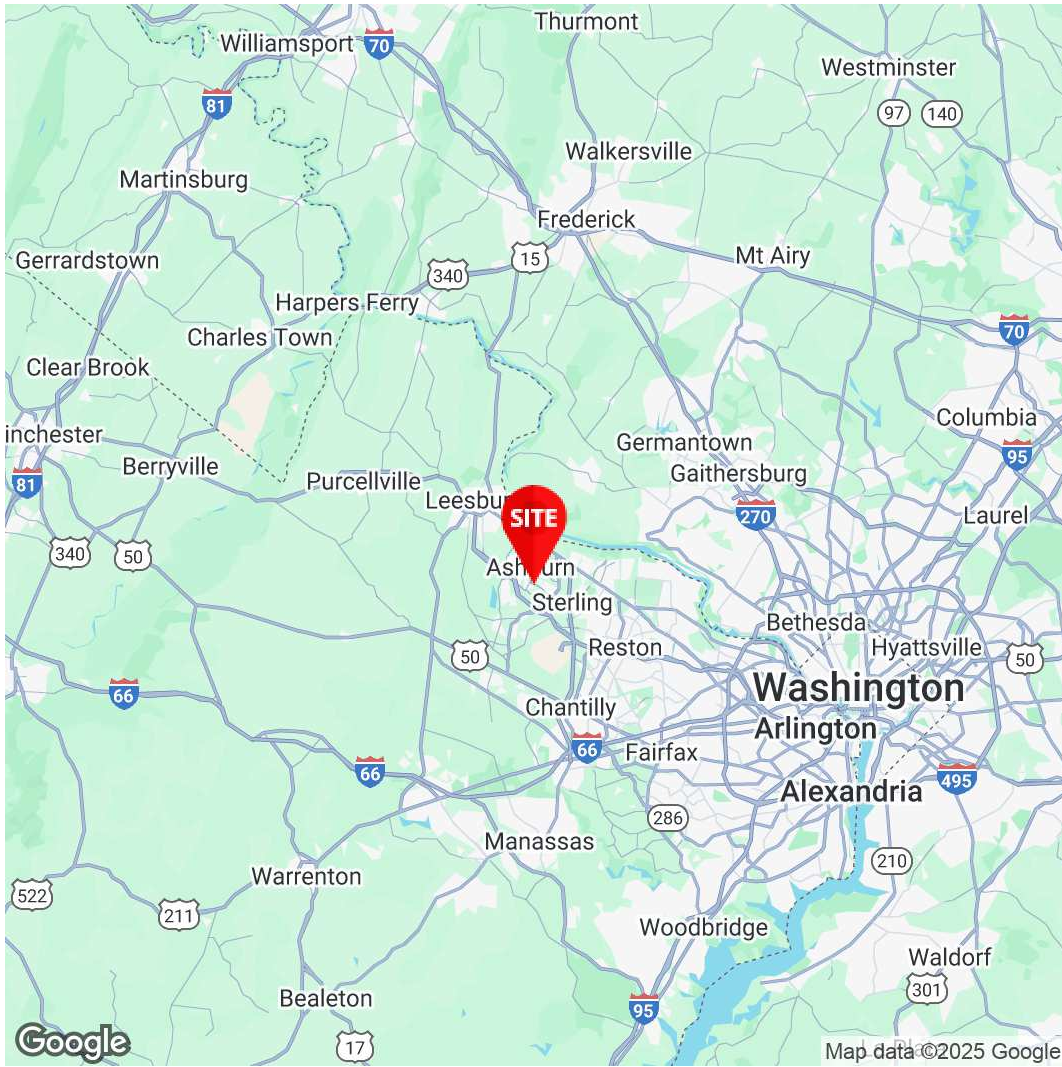 Thurmont
Williamsport
70
Westminster
81
97
140
Walkersville
Martinsburg
Frederick
Mt Airy
15
Gerrardstown
340
Harpers Ferry
70
Charles Town
Clear Brook
Columbia
inchester
Germantown
95
Berryville
Gaithersburg
Purcellville
81
Leesbu
270
Laurel
SITE
340
50
Ashburn
Sterling
Bethesda
Reston
Hyattsville
50
50
66
Washington
Chantilly
Arlington
66
Fairfax
66
495
Alexandria
286
Manassas
210
Warrenton
522
211
Woodbridge
Waldorf
301
Bealeton
95
17
Google
Map data ©2025 Google